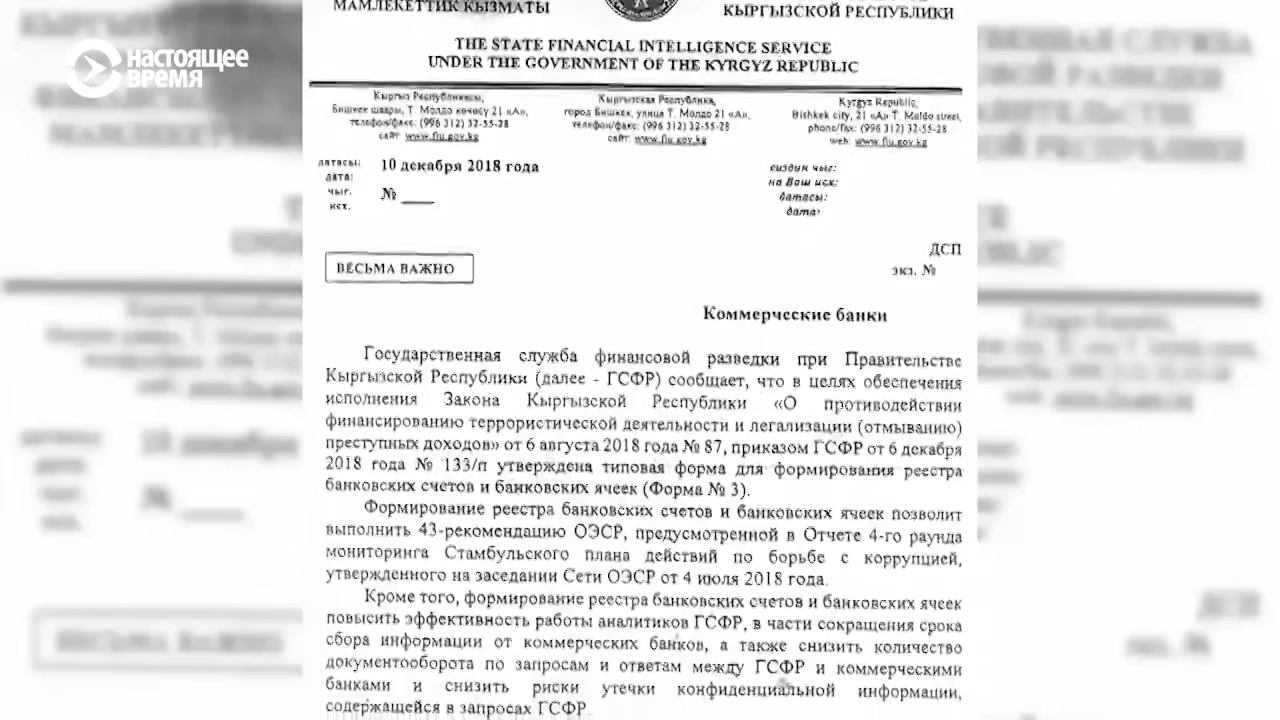 настоящее
время
МАМЛЕКЕТТИК КЫЗМАТЫ
КЫРГЫЗСКОЙ РЕСПУБЛИКИ
THE STATE FINANCIAL INTELLIGENCE SERVICE
UNDER THE GOVERNMENT OF THE KYRGYZ REPUBLIC
Кыргыз Республикасы,
Бишкек шаары, Т. Молдо көчөсү 21 «А»,
телефон/факс: (996 312) 32-55-28
сайт: www.fiu.gov.kg
Кыргызская Республика,
город Бишкек, улица Т. Молдо 21 «А»,
телефон/факс: (996 312) 32-55-28
сайт: www.fiu.gov.kg
Kyrgyz Republic,
Bishkek city, 21 «А» T. Moldo street,
phone/fax: (996 312) 32-55-28
web: www.fiu.gov.kg
датасы:
дата:
10 декабря 2018 года
чыг.
исх.
№ ____
сиздин чыг:
на Ваш исх:
датасы:
дата:
ДСП
экз. №
ВЕСЬМА ВАЖНО
Коммерческие банки
Государственная служба финансовой разведки при Правительстве
Кыргызской Республики (далее - ГСФР) сообщает, что в целях обеспечения
исполнения Закона Кыргызской Республики «О противодействии
финансированию террористической деятельности и легализации (отмыванию)
преступных доходов» от 6 августа 2018 года № 87, приказом ГСФР от 6 декабря
2018 года № 133/п утверждена типовая форма для формирования реестра
банковских счетов и банковских ячеек (Форма № 3).
Формирование реестра банковских счетов и банковских ячеек позволит
выполнить 43-рекомендацию ОЭСР, предусмотренной в Отчете 4-го раунда
мониторинга Стамбульского плана действий по борьбе с коррупцией,
утвержденного на заседании Сети ОЭСР от 4 июля 2018 года.
Кроме того, формирование реестра банковских счетов и банковских ячеек
повысить эффективность работы аналитиков ГСФР, в части сокращения срока
сбора информации от коммерческих банков, а также снизить количество
документооборота по запросам и ответам между ГСФР и коммерческими
банками и снизить риски утечки конфиденциальной информации,
содержащейся в запросах ГСФР.